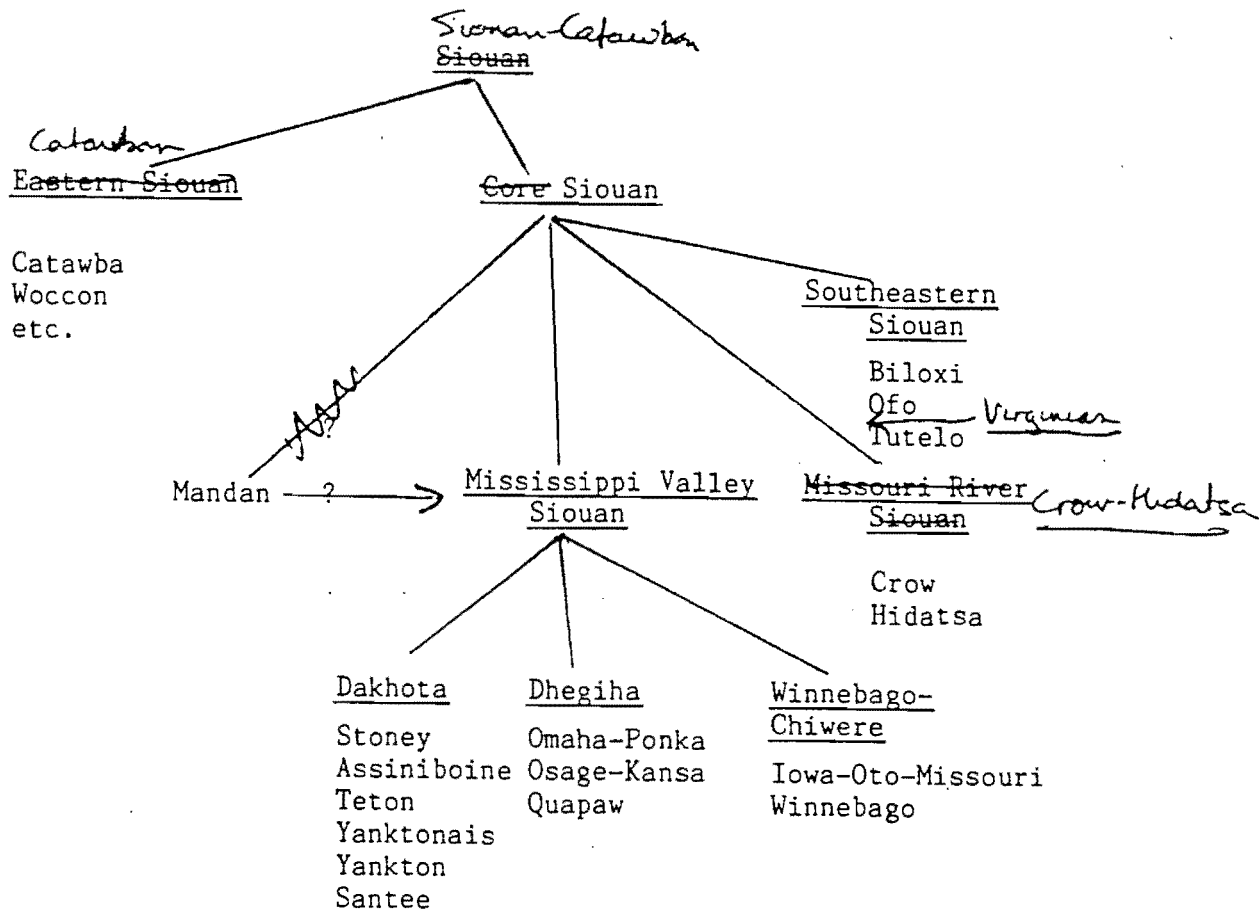 Siouan-Catawban
Siouan
Catawban
Eastern Siouan
Core Siouan
Catawba
Woccon
etc.
Southeastern
Siouan
Biloxi
Ofo
Tutelo
Virginian
?
Mandan ? Mississippi Valley
Siouan
Missouri River
Siouan
Crow-Hidatsa
Crow
Hidatsa
Dakhota
Stoney
Assiniboine
Teton
Yanktonais
Yankton
Santee
Dhegiha
Omaha-Ponka
Osage-Kansa
Quapaw
Winnebago-
Chiwere
Iowa-Oto-Missouri
Winnebago